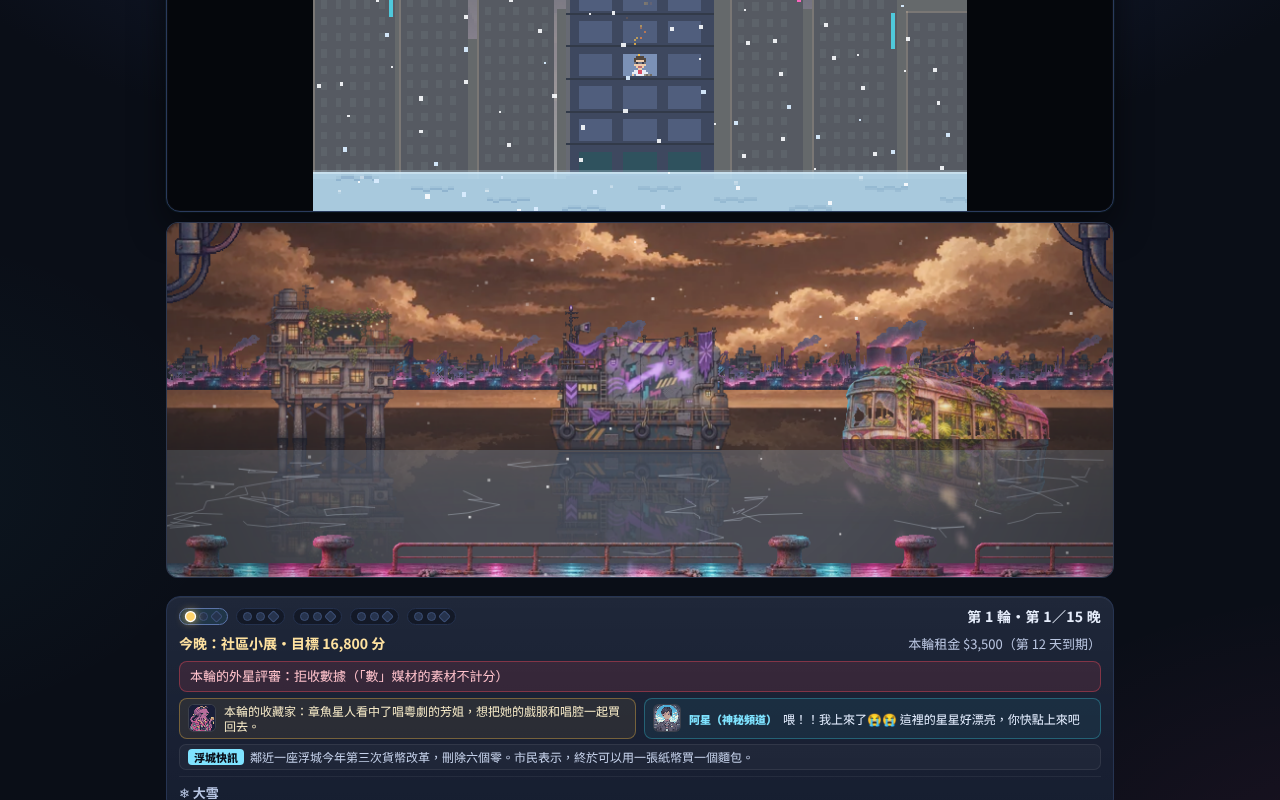 第 1 輪・第 1／15 晚
今晚：社區小展・目標 16,800 分
本輪租金 $3,500（第 12 天到期）
本輪的外星評審：拒收數據（「數」媒材的素材不計分）
本輪的收藏家：章魚星人看中了唱粵劇的芳姐，想把她的戲服和唱腔一起買
回去。
阿星（神秘頻道） 喂！！我上來了😭😭 這裡的星星好漂亮，你快點上來吧
浮城快訊 鄰近一座浮城今年第三次貨幣改革，刪除六個零。市民表示，終於可以用一張紙幣買一個麵包。
❄ 大雪